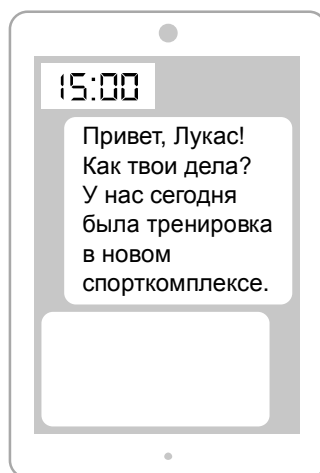 15:00
Привет, Лукас!
Как твои дела?
У нас сегодня
была тренировка
в новом
спорткомплексе.